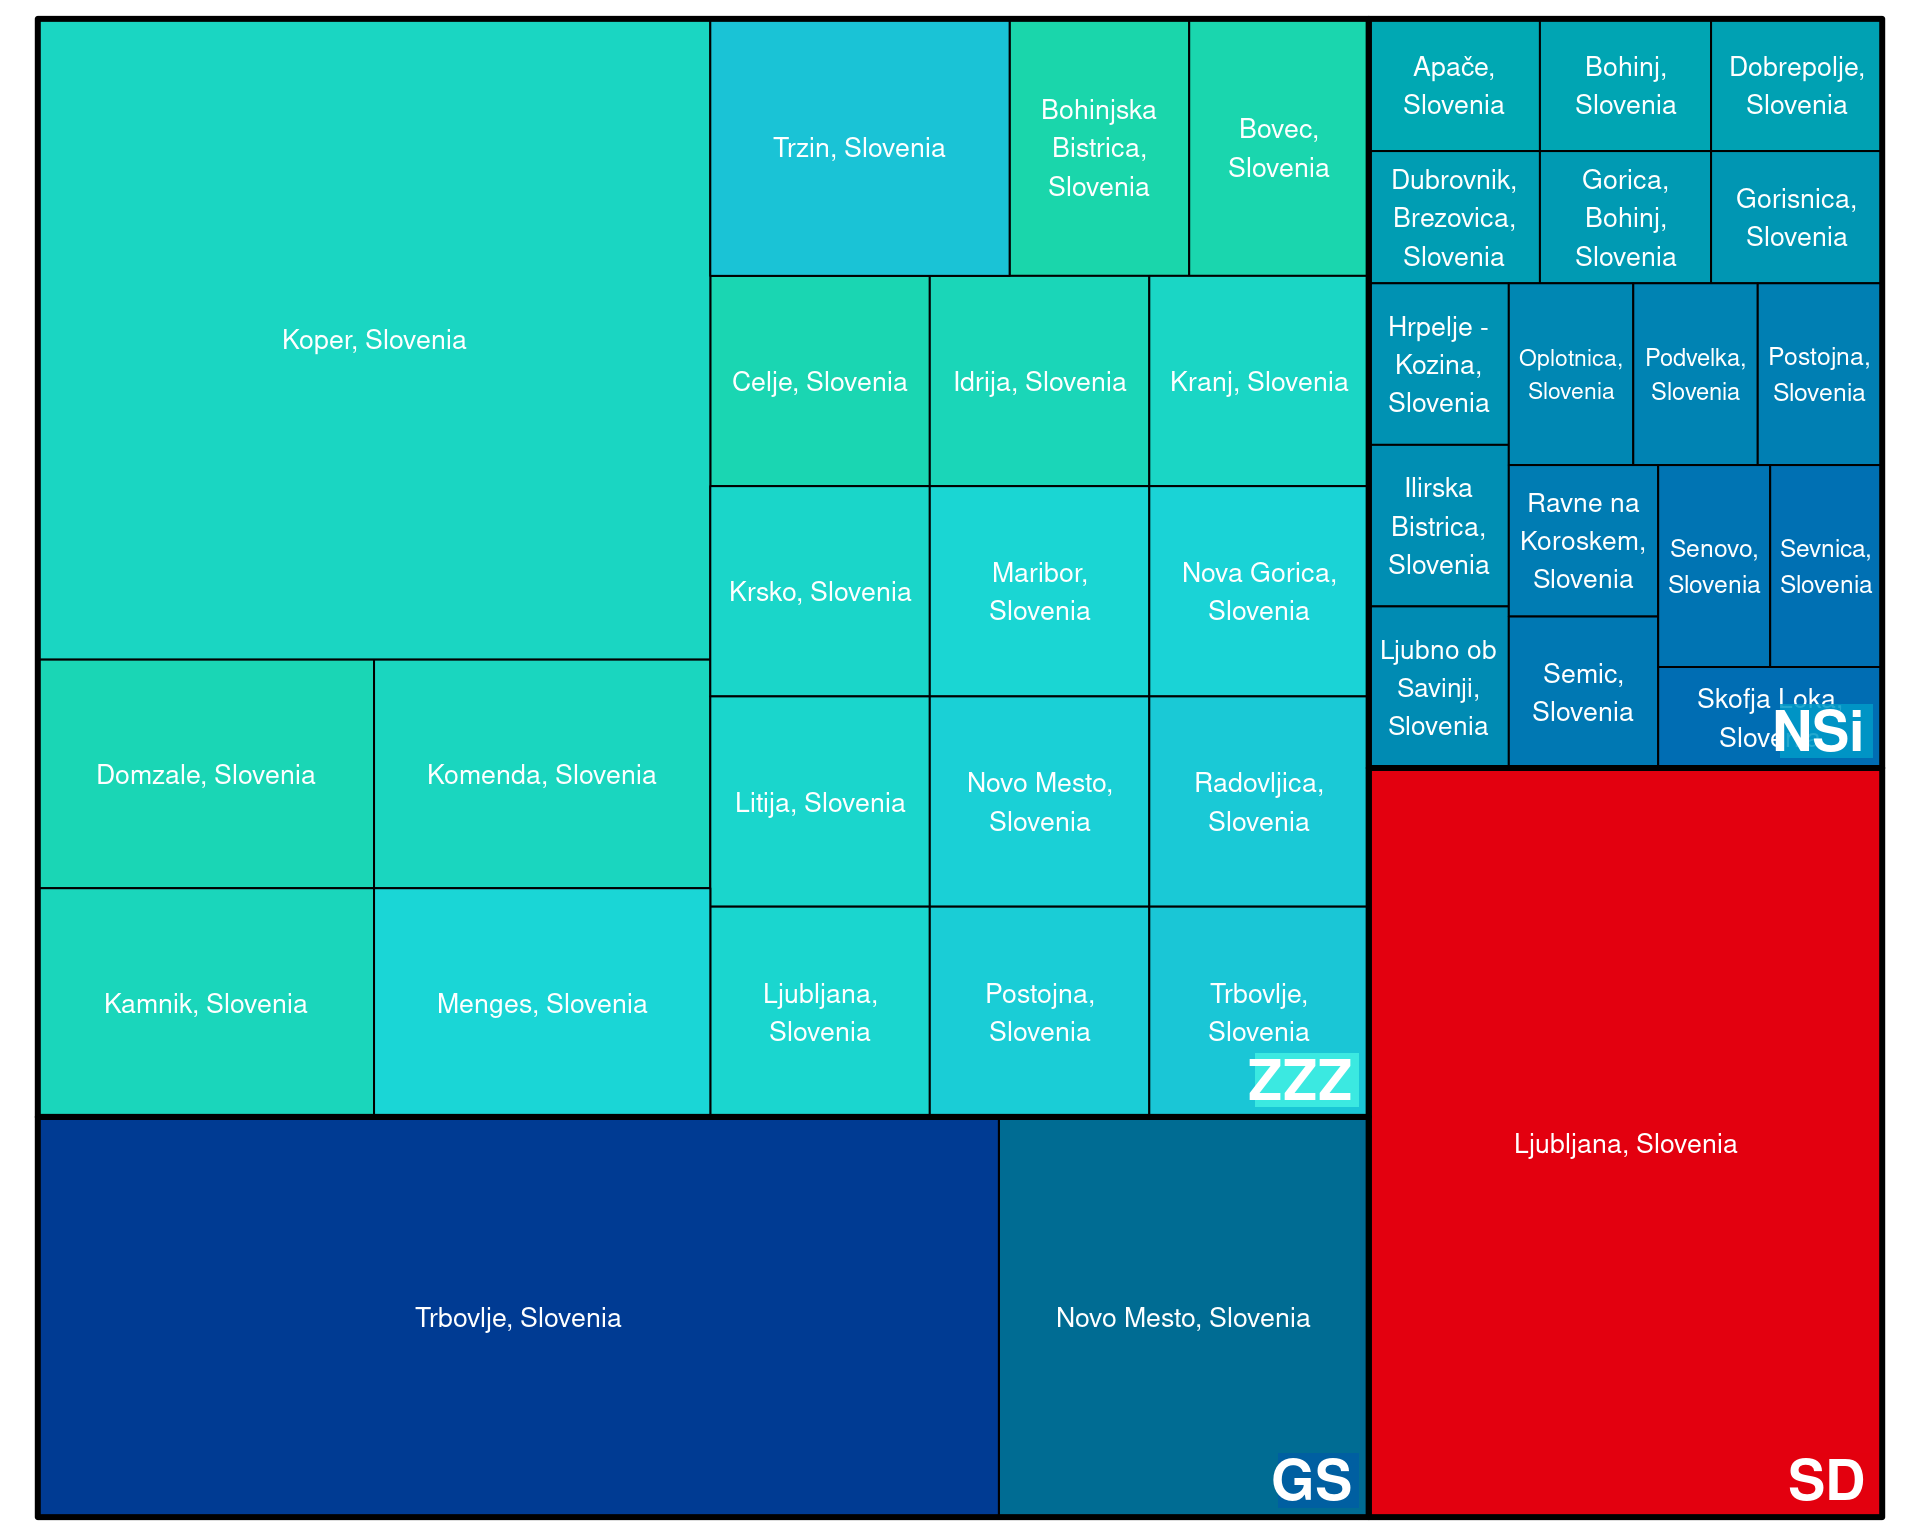 Koper, Slovenia
Trzin, Slovenia
Bohinjska
Bistrica,
Slovenia
Bovec,
Slovenia
Celje, Slovenia
Idrija, Slovenia
Kranj, Slovenia
Krsko, Slovenia
Maribor,
Slovenia
Nova Gorica,
Slovenia
Domzale, Slovenia
Komenda, Slovenia
Litija, Slovenia
Novo Mesto,
Slovenia
Radovljica,
Slovenia
Kamnik, Slovenia
Menges, Slovenia
Ljubljana,
Slovenia
Postojna,
Slovenia
Trbovlje,
Slovenia
ZZZ
Apače,
Slovenia
Bohinj,
Slovenia
Dobrepolje,
Slovenia
Dubrovnik,
Brezovica,
Slovenia
Gorica,
Bohinj,
Slovenia
Gorisnica,
Slovenia
Hrpelje -
Kozina,
Slovenia
Oplotnica,
Slovenia
Podvelka,
Slovenia
Postojna,
Slovenia
Ilirska
Bistrica,
Slovenia
Ravne na
Koroskem,
Slovenia
Senovo,
Slovenia
Sevnica,
Slovenia
Ljubno ob
Savinji,
Slovenia
Semic,
Slovenia
Skofja Loka,
NSi
Trbovlje, Slovenia
Novo Mesto, Slovenia
GS
Ljubljana, Slovenia
SD